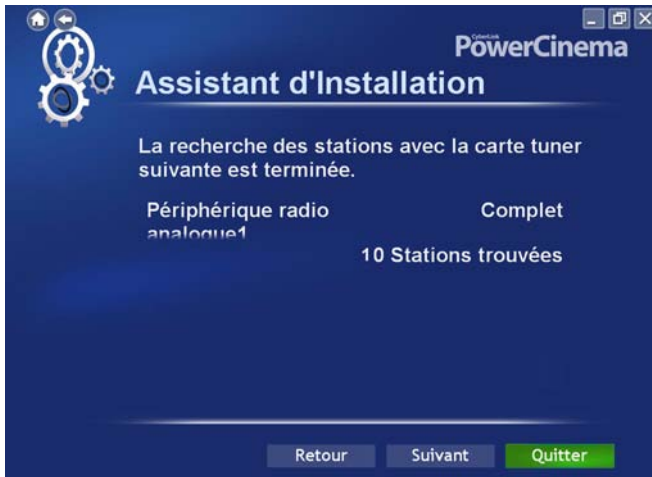 CyberLink
PowerCinema
Assistant d'Installation
La recherche des stations avec la carte tuner
suivante est terminée.
Périphérique radio Complet
analogue1
10 Stations trouvées
Retour Suivant Quitter